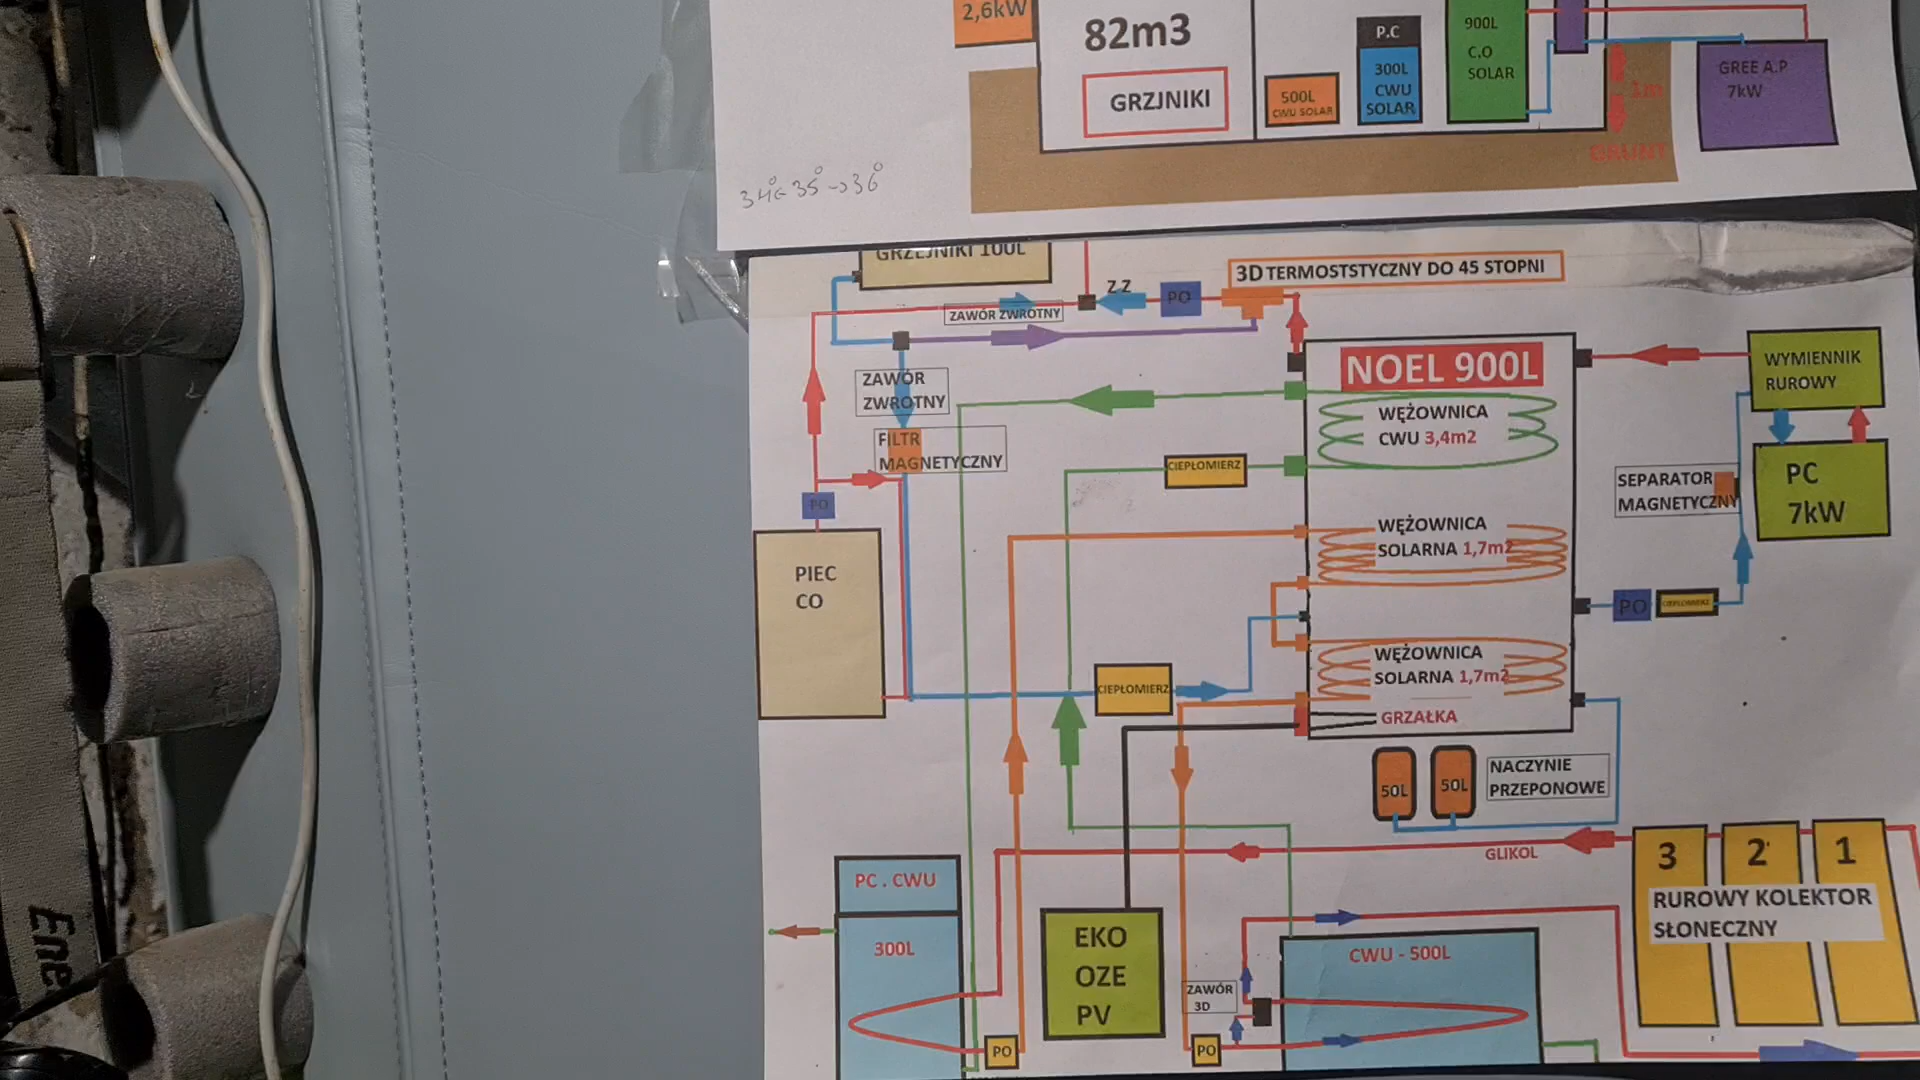 2,6kW
82m3
GRZJNIKI
500L
CWU SOLAR
P.C
300L
CWU
SOLAR
900L
C.O
SOLAR
1m
GRUNT
GREE A.P
7kW
34°← 35° → 36°
GRZEJNIKI 100L
ZAWÓR ZWROTNY
Z Z
PO
3D TERMOSTSTYCZNY DO 45 STOPNI
ZAWÓR
ZWROTNY
FILTR
MAGNETYCZNY
PO
PIEC
CO
NOEL 900L
WĘŻOWNICA
CWU 3,4m2
CIEPŁOMIERZ
WĘŻOWNICA
SOLARNA 1,7m2
WĘŻOWNICA
SOLARNA 1,7m2
GRZAŁKA
CIEPŁOMIERZ
WYMIENNIK
RUROWY
SEPARATOR
MAGNETYCZNY
PC
7kW
PO
CIEPŁOMIERZ
50L
50L
NACZYNIE
PRZEPONOWE
GLIKOL
3
2
1
RUROWY KOLEKTOR
SŁONECZNY
PC . CWU
300L
PO
EKO
OZE
PV
ZAWÓR
3D
PO
CWU - 500L
Ene